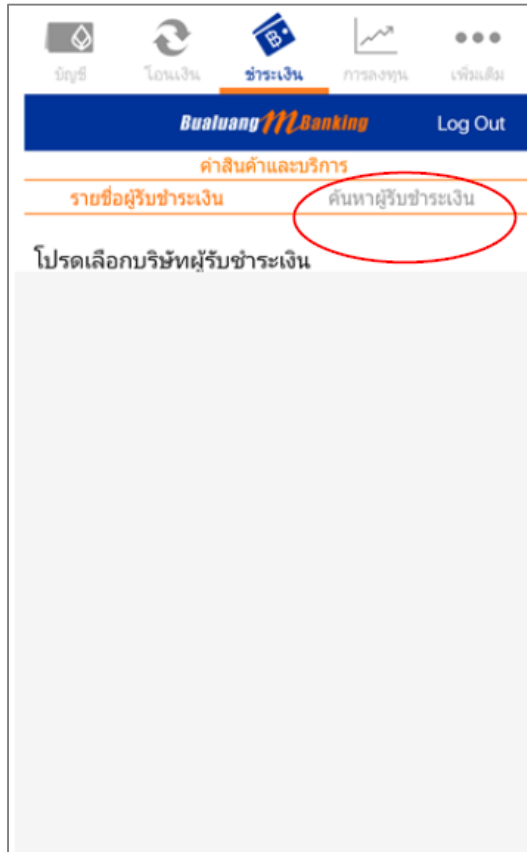 บัญชี โอนเงิน ชำระเงิน การลงทุน เพิ่มเติม
Bualuang mBanking Log Out
ค่าสินค้าและบริการ
รายชื่อผู้รับชำระเงิน ค้นหาผู้รับชำระเงิน
โปรดเลือกบริษัทผู้รับชำระเงิน